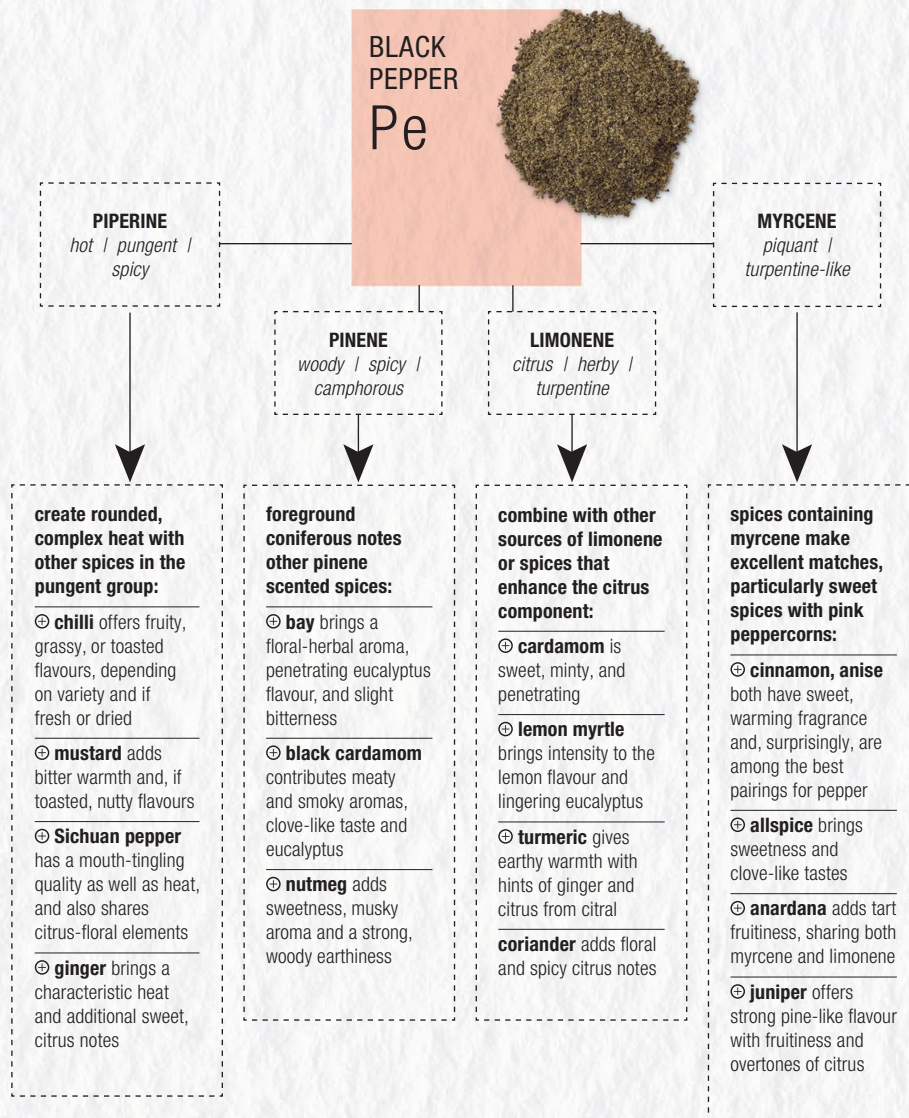 BLACK
PEPPER
Pe
PIPERINE
hot | pungent |
spicy
MYRCENE
piquant |
turpentine-like
PINENE
woody | spicy |
camphorous
LIMONENE
citrus | herby |
turpentine
create rounded,
complex heat with
other spices in the
pungent group:
⊕ chilli offers fruity,
grassy, or toasted
flavours, depending
on variety and if
fresh or dried
⊕ mustard adds
bitter warmth and, if
toasted, nutty flavours
⊕ Sichuan pepper
has a mouth-tingling
quality as well as heat,
and also shares
citrus-floral elements
⊕ ginger brings a
characteristic heat
and additional sweet,
citrus notes
foreground
coniferous notes
other pinene
scented spices:
⊕ bay brings a
floral-herbal aroma,
penetrating eucalyptus
flavour, and slight
bitterness
⊕ black cardamom
contributes meaty
and smoky aromas,
clove-like taste and
eucalyptus
⊕ nutmeg adds
sweetness, musky
aroma and a strong,
woody earthiness
combine with other
sources of limonene
or spices that
enhance the citrus
component:
⊕ cardamom is
sweet, minty, and
penetrating
⊕ lemon myrtle
brings intensity to the
lemon flavour and
lingering eucalyptus
⊕ turmeric gives
earthy warmth with
hints of ginger and
citrus from citral
coriander adds floral
and spicy citrus notes
spices containing
myrcene make
excellent matches,
particularly sweet
spices with pink
peppercorns:
⊕ cinnamon, anise
both have sweet,
warming fragrance
and, surprisingly, are
among the best
pairings for pepper
⊕ allspice brings
sweetness and
clove-like tastes
⊕ anardana adds tart
fruitiness, sharing both
myrcene and limonene
⊕ juniper offers
strong pine-like flavour
with fruitiness and
overtones of citrus